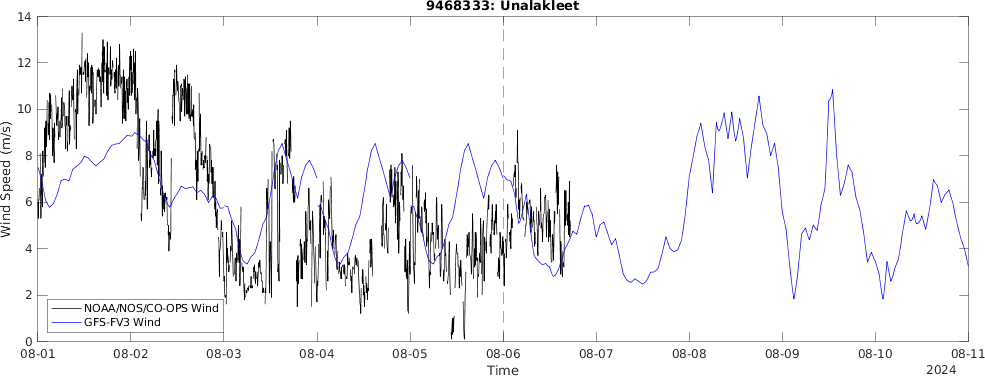 9468333: Unalakleet
14
12
10
8
6
4
2
0
Wind Speed (m/s)
NOAA/NOS/CO-OPS Wind
GFS-FV3 Wind
08-01 08-02 08-03 08-04 08-05 08-06 08-07 08-08 08-09 08-10 08-11
Time
2024